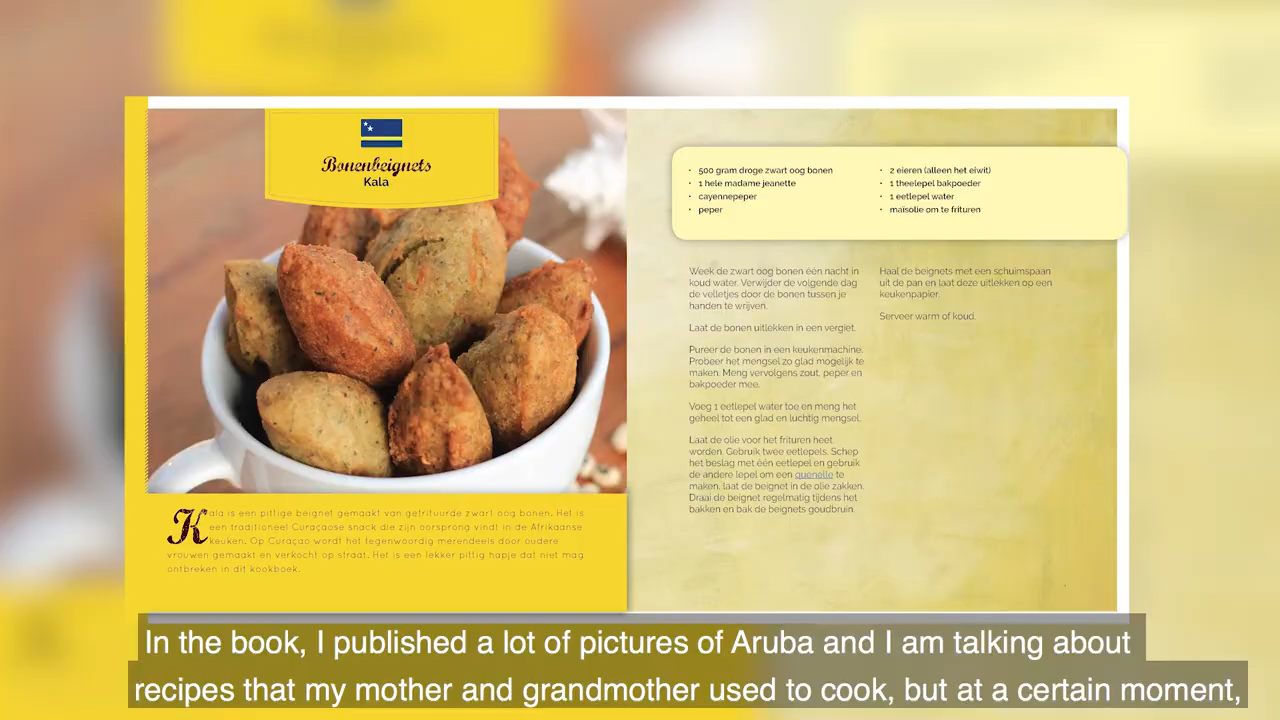 Bonenbeignets
Kala
Kala is een pittige beignet gemaakt van gefrituurde zwart oog bonen. Het is
een traditioneel Curaçaose snack die zijn oorsprong vindt in de Afrikaanse
keuken. Op Curaçao wordt het tegenwoordig merendeels door oudere
vrouwen gemaakt en verkocht op straat. Het is een lekker pittig hapje dat niet mag
ontbreken in dit kookboek.
• 500 gram droge zwart oog bonen
• 1 hele madame jeanette
• cayennepeper
• peper
• 2 eieren (alleen het eiwit)
• 1 theelepel bakpoeder
• 1 eetlepel water
• maïsolie om te frituren
Week de zwart oog bonen één nacht in
koud water. Verwijder de volgende dag
de velletjes door de bonen tussen je
handen te wrijven.
Laat de bonen uitlekken in een vergiet.
Pureer de bonen in een keukenmachine.
Probeer het mengsel zo glad mogelijk te
maken. Meng vervolgens zout, peper en
bakpoeder mee.
Voeg 1 eetlepel water toe en meng het
geheel tot een glad en luchtig mengsel.
Laat de olie voor het frituren heet
worden. Gebruik twee eetlepels. Schep
het beslag met één eetlepel en gebruik
de andere lepel om een quenelle te
maken, laat de beignet in de olie zakken.
Draai de beignet regelmatig tijdens het
bakken en bak de beignets goudbruin.
Haal de beignets met een schuimspaan
uit de pan en laat deze uitlekken op een
keukenpapier.
Serveer warm of koud.
In the book, I published a lot of pictures of Aruba and I am talking about
recipes that my mother and grandmother used to cook, but at a certain moment,